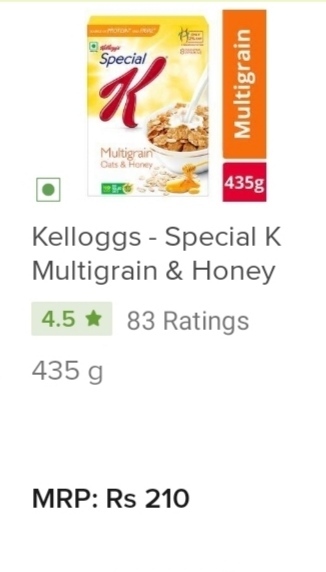 Kellogg's
Special
K
Multigrain
Oats & Honey
Multigrain
435g
Kelloggs - Special K
Multigrain & Honey
4.5 ★ 83 Ratings
435 g
MRP: Rs 210